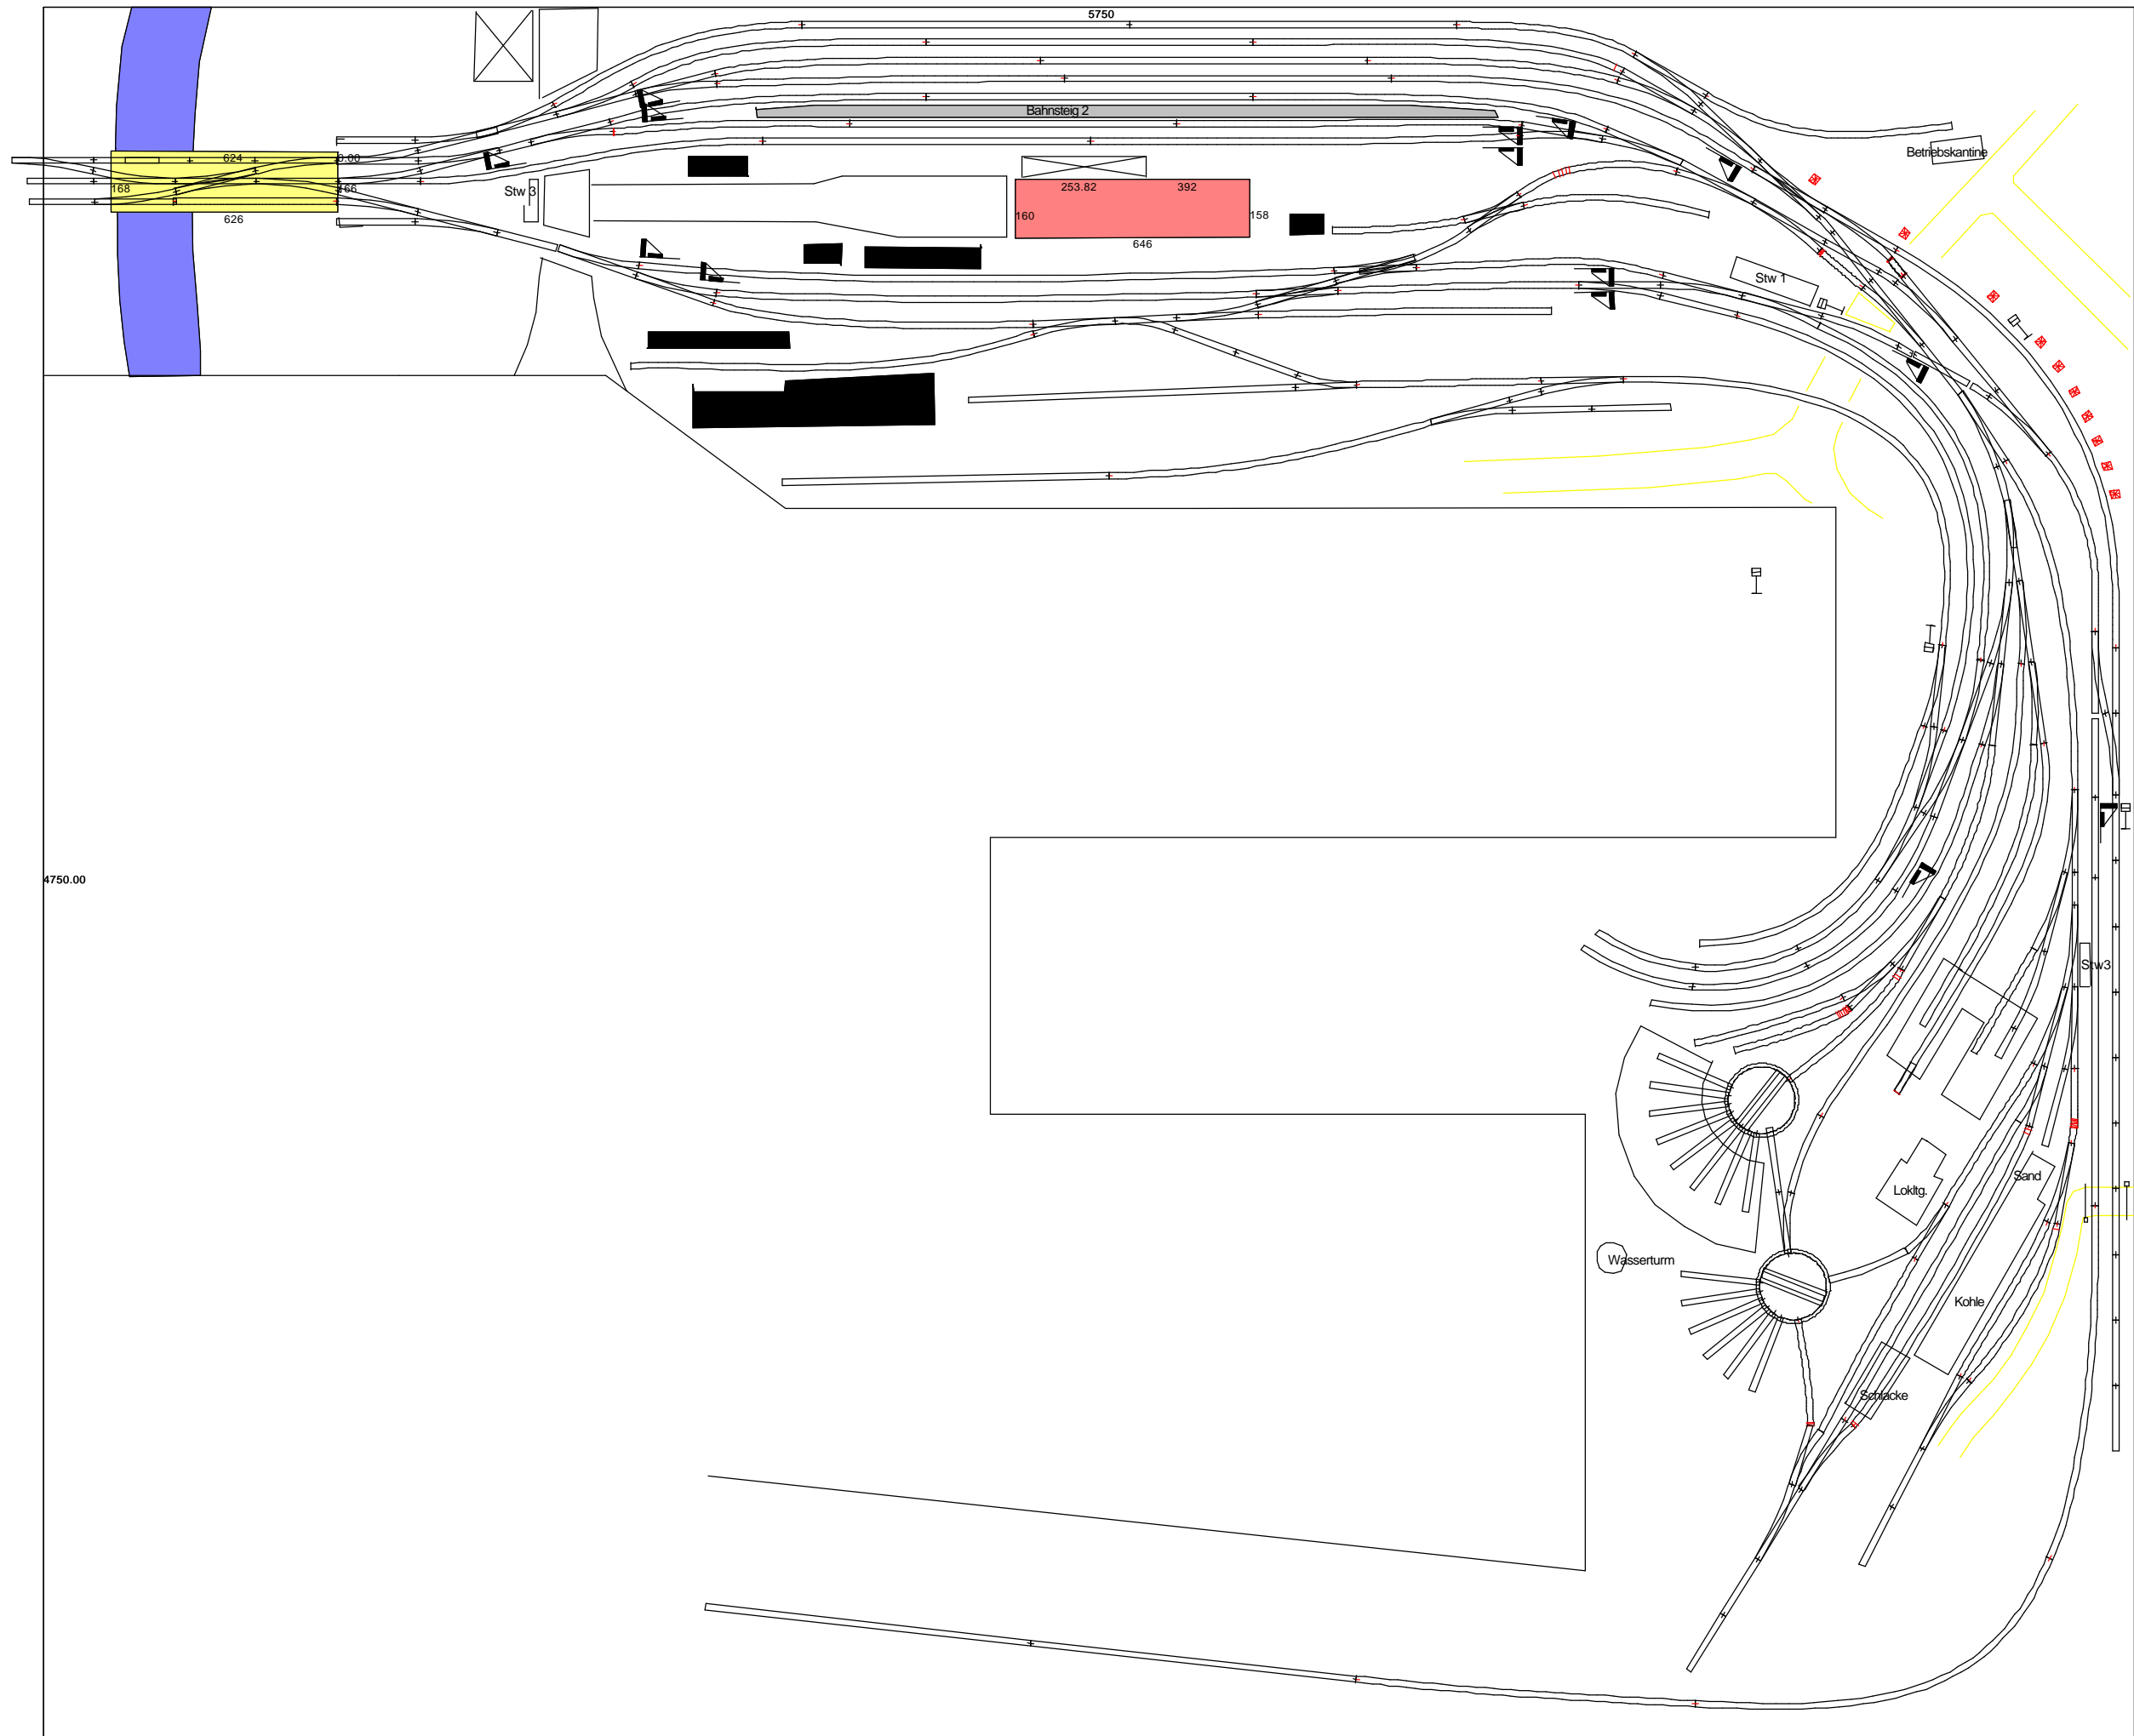 5750
Bahnsteig 2
Betriebskantine
624
0.00
168
166
626
Stw 3
253.82
392
160
158
646
Stw 1
4750.00
Stw3
Sand
Lokltg.
Wasserturm
Kohle
Schlacke